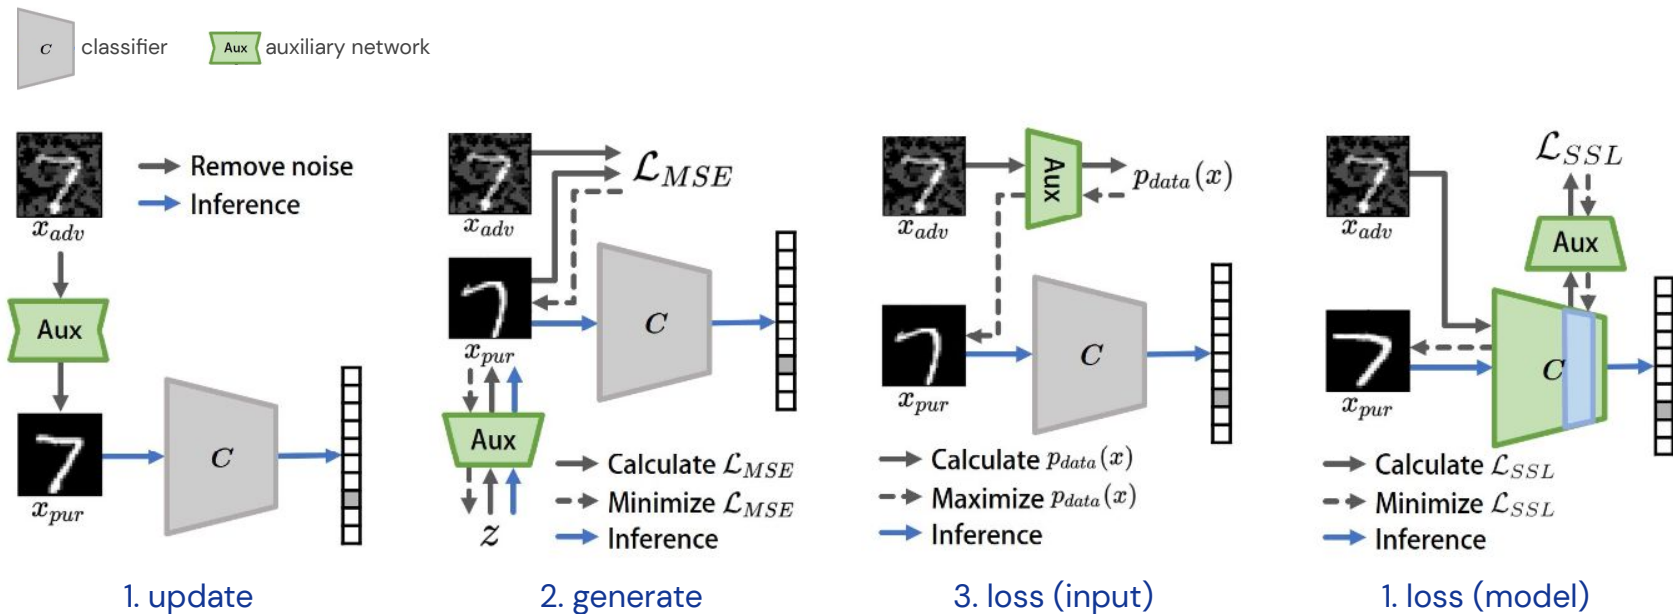 C classifier
Aux auxiliary network
x_adv
Remove noise
Inference
Aux
x_pur
C
1. update
x_adv
ℒ_MSE
x_pur
C
Aux
z
Calculate ℒ_MSE
Minimize ℒ_MSE
Inference
2. generate
x_adv
Aux
p_data(x)
x_pur
C
Calculate p_data(x)
Maximize p_data(x)
Inference
3. loss (input)
x_adv
ℒ_SSL
Aux
x_pur
C
Calculate ℒ_SSL
Minimize ℒ_SSL
Inference
1. loss (model)